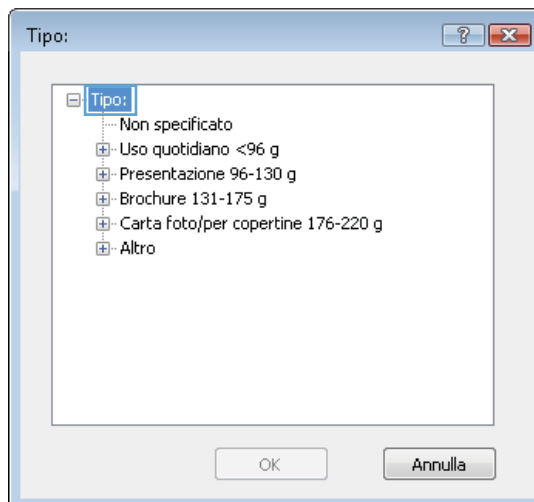 Tipo:
Tipo:
Non specificato
Uso quotidiano <96 g
Presentazione 96-130 g
Brochure 131-175 g
Carta foto/per copertine 176-220 g
Altro
OK
Annulla